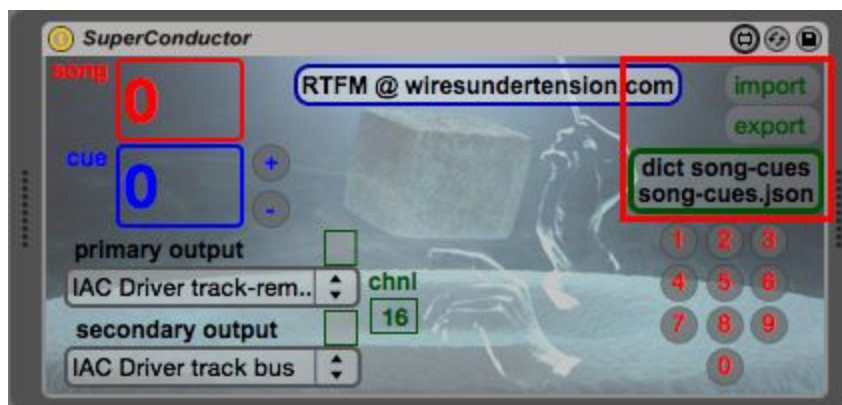 SuperConductor
song
0
RTFM @ wiresundertension.com
import
export
cue
0
+
-
dict song-cues
song-cues.json
primary output
IAC Driver track-rem..
chnl
16
secondary output
IAC Driver track bus
1 2 3
4 5 6
7 8 9
0